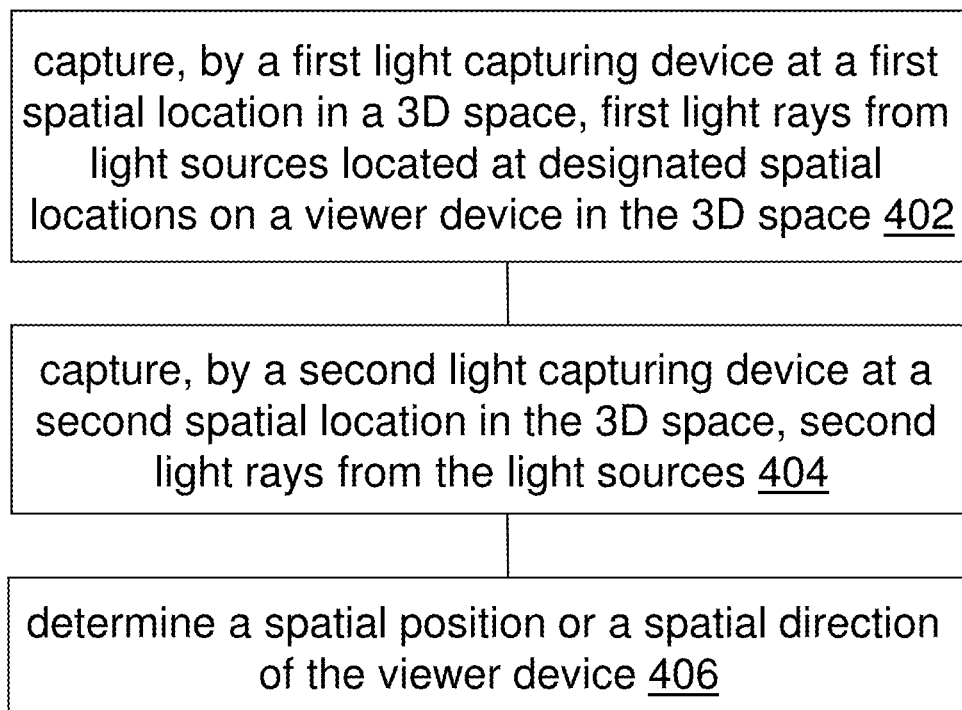 capture, by a first light capturing device at a first
spatial location in a 3D space, first light rays from
light sources located at designated spatial
locations on a viewer device in the 3D space 402
capture, by a second light capturing device at a
second spatial location in the 3D space, second
light rays from the light sources 404
determine a spatial position or a spatial direction
of the viewer device 406